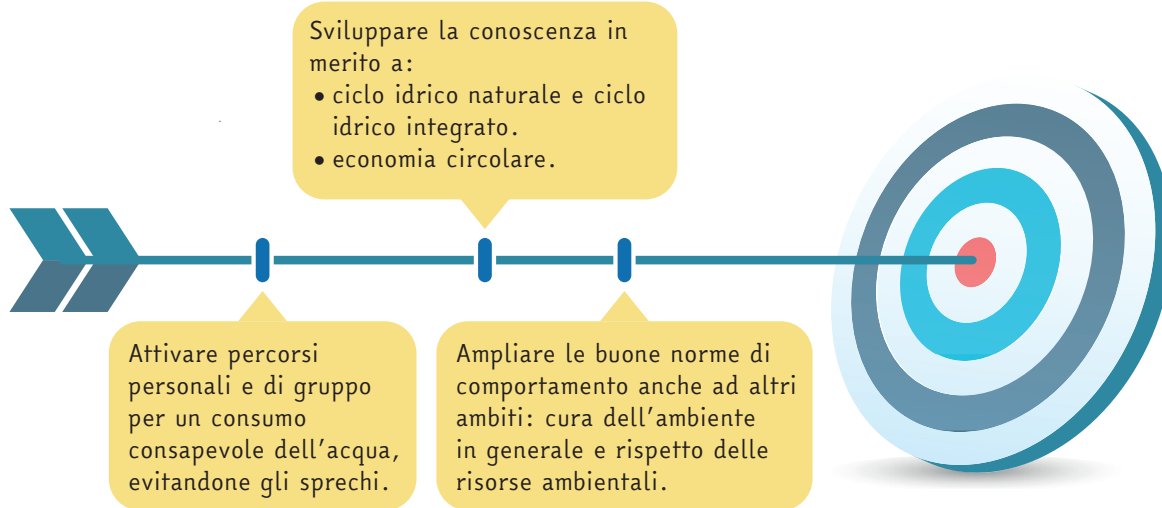 Sviluppare la conoscenza in
merito a:
• ciclo idrico naturale e ciclo
idrico integrato.
• economia circolare.
Attivare percorsi
personali e di gruppo
per un consumo
consapevole dell’acqua,
evitandone gli sprechi.
Ampliare le buone norme di
comportamento anche ad altri
ambiti: cura dell’ambiente
in generale e rispetto delle
risorse ambientali.